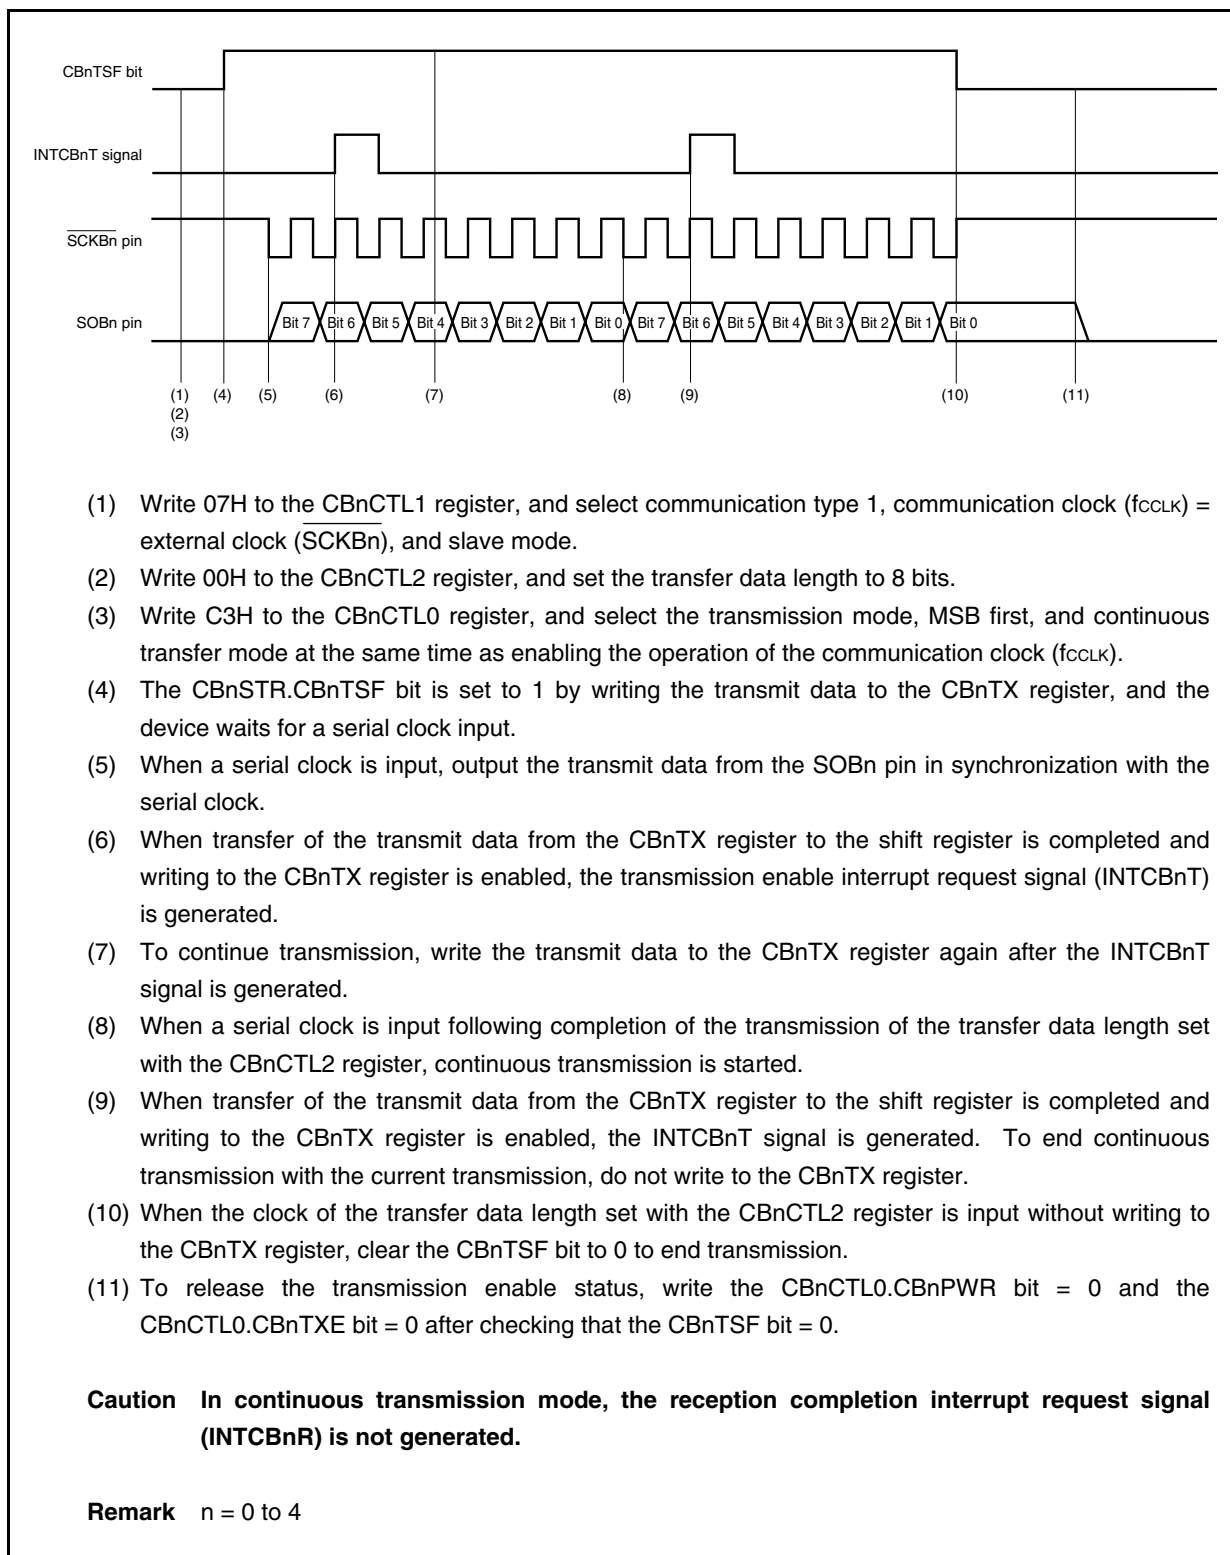 CBnTSF bit
INTCBnT signal
SCKBn pin
SOBn pin
Bit 7 Bit 6 Bit 5 Bit 4 Bit 3 Bit 2 Bit 1 Bit 0 Bit 7 Bit 6 Bit 5 Bit 4 Bit 3 Bit 2 Bit 1 Bit 0
(1) (4) (5) (6) (7) (8) (9) (10) (11)
(2)
(3)
(1) Write 07H to the CBnCTL1 register, and select communication type 1, communication clock (fCCLK) =
external clock (SCKBn), and slave mode.
(2) Write 00H to the CBnCTL2 register, and set the transfer data length to 8 bits.
(3) Write C3H to the CBnCTL0 register, and select the transmission mode, MSB first, and continuous
transfer mode at the same time as enabling the operation of the communication clock (fCCLK).
(4) The CBnSTR.CBnTSF bit is set to 1 by writing the transmit data to the CBnTX register, and the
device waits for a serial clock input.
(5) When a serial clock is input, output the transmit data from the SOBn pin in synchronization with the
serial clock.
(6) When transfer of the transmit data from the CBnTX register to the shift register is completed and
writing to the CBnTX register is enabled, the transmission enable interrupt request signal (INTCBnT)
is generated.
(7) To continue transmission, write the transmit data to the CBnTX register again after the INTCBnT
signal is generated.
(8) When a serial clock is input following completion of the transmission of the transfer data length set
with the CBnCTL2 register, continuous transmission is started.
(9) When transfer of the transmit data from the CBnTX register to the shift register is completed and
writing to the CBnTX register is enabled, the INTCBnT signal is generated. To end continuous
transmission with the current transmission, do not write to the CBnTX register.
(10) When the clock of the transfer data length set with the CBnCTL2 register is input without writing to
the CBnTX register, clear the CBnTSF bit to 0 to end transmission.
(11) To release the transmission enable status, write the CBnCTL0.CBnPWR bit = 0 and the
CBnCTL0.CBnTXE bit = 0 after checking that the CBnTSF bit = 0.
Caution In continuous transmission mode, the reception completion interrupt request signal
(INTCBnR) is not generated.
Remark n = 0 to 4